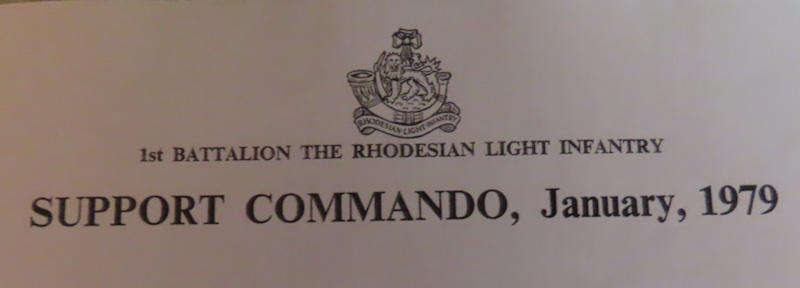 RHODESIAN LIGHT INFANTRY
1st BATTALION THE RHODESIAN LIGHT INFANTRY
SUPPORT COMMANDO, January, 1979